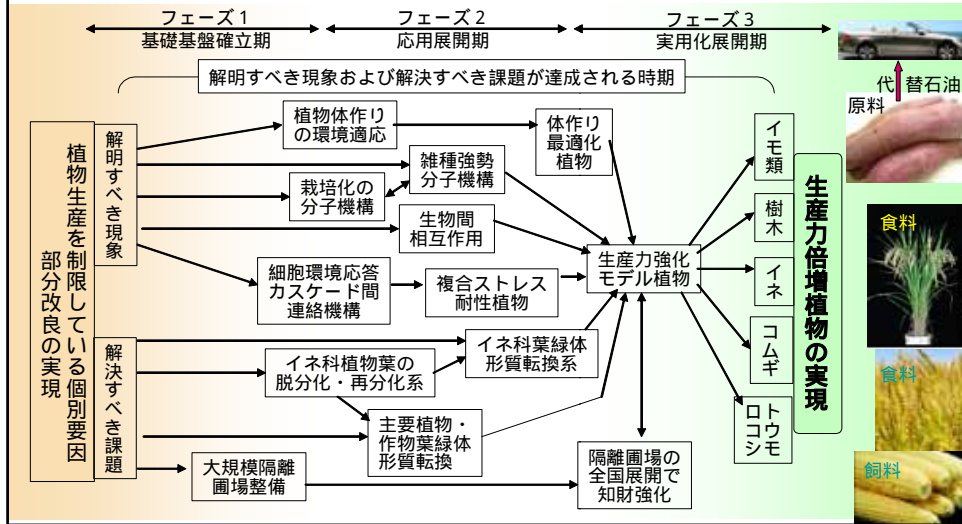 フェーズ1
フェーズ2
フェーズ3
基礎基盤確立期
応用展開期
実用化展開期
解明すべき現象および解決すべき課題が達成される時期
代替石油
原料
植物生産を制限している個別要因
部分改良の実現
解明すべき現象
解決すべき課題
植物体作り
の環境適応
体作り
最適化
植物
雑種強勢
分子機構
栽培化の
分子機構
生物間
相互作用
細胞環境応答
カスケード間
連絡機構
複合ストレス
耐性植物
生産力強化
モデル植物
イネ科植物葉の
脱分化・再分化系
イネ科葉緑体
形質転換系
主要植物・
作物葉緑体
形質転換
大規模隔離
圃場整備
隔離圃場の
全国展開で
知財強化
イモ類
樹木
イネ
コムギ
トウモ
ロコシ
生産力倍増植物の実現
食料
食料
飼料